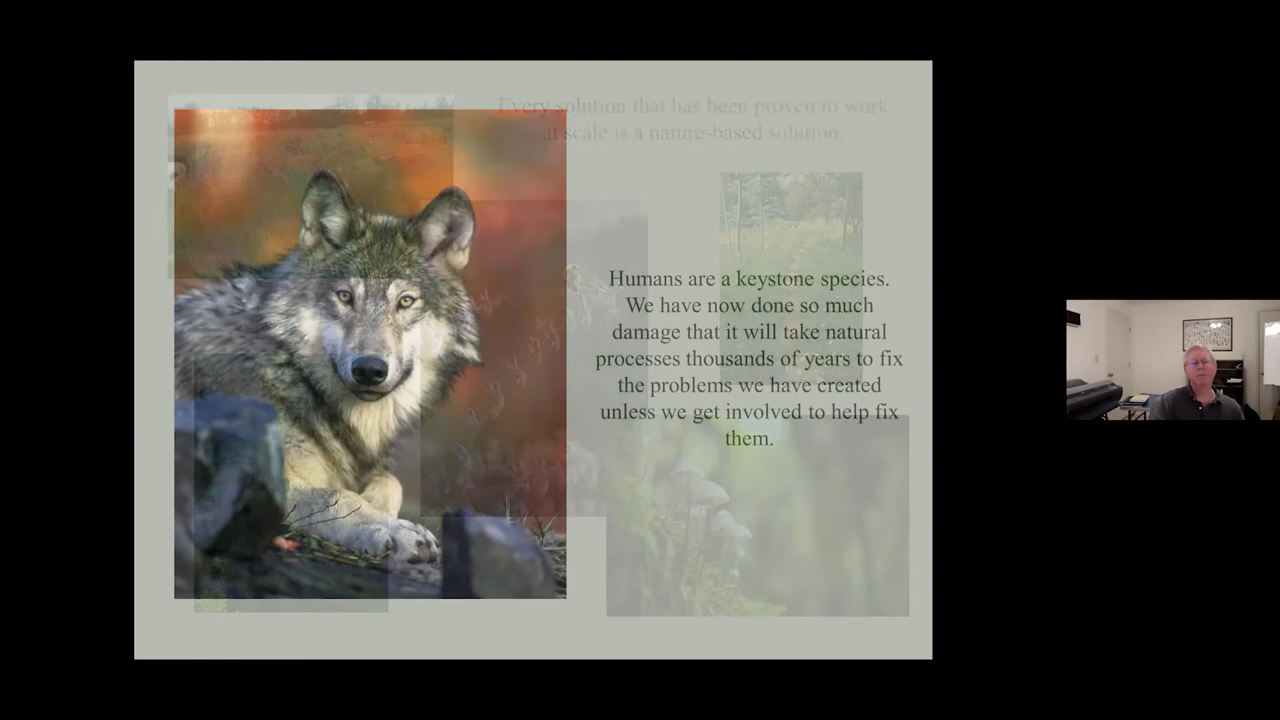 Every solution that has been proven to work
at scale is a nature-based solution.
Humans are a keystone species.
We have now done so much
damage that it will take natural
processes thousands of years to fix
the problems we have created
unless we get involved to help fix
them.